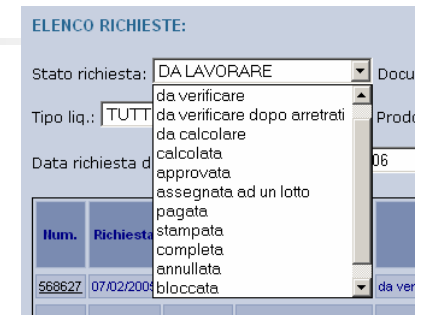 ELENCO RICHIESTE:
Stato richiesta: DA LAVORARE Docu
da verificare
Tipo liq.: TUTT da verificare dopo arretrati Prod
da calcolare
Data richiesta d calcolata 06
approvata
assegnata ad un lotto
pagata
Num. Richiesta stampata
completa
annullata
568627 07/02/2005 bloccata da ver